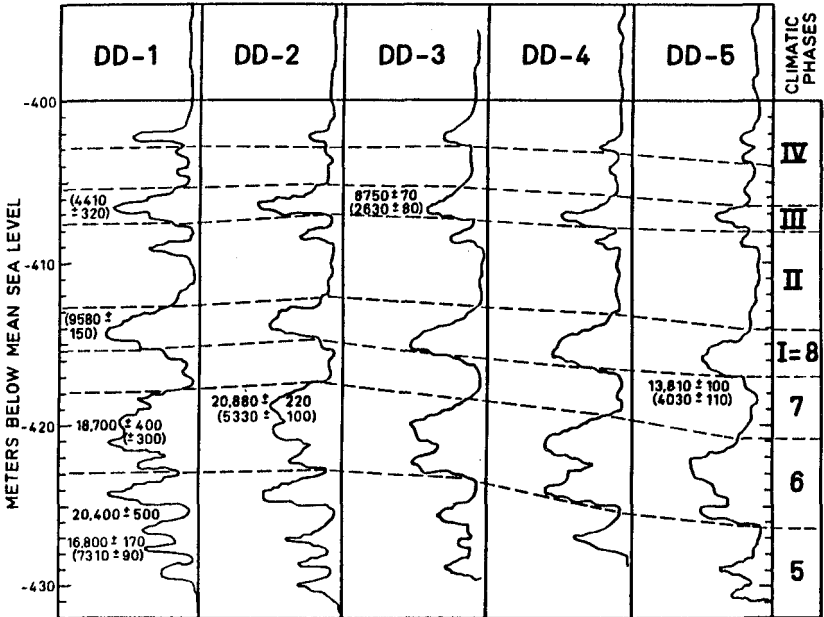 DD-1
DD-2
DD-3
DD-4
DD-5
CLIMATIC
PHASES
METERS BELOW MEAN SEA LEVEL
-400
-410
-420
-430
(4410
±320)
(9580±
150)
18,700±400
(±300)
20,400±500
16,800±170
(7310±90)
20,880±220
(5330±100)
8750±70
(2630±80)
13,810±100
(4030±110)
IV
III
II
I=8
7
6
5